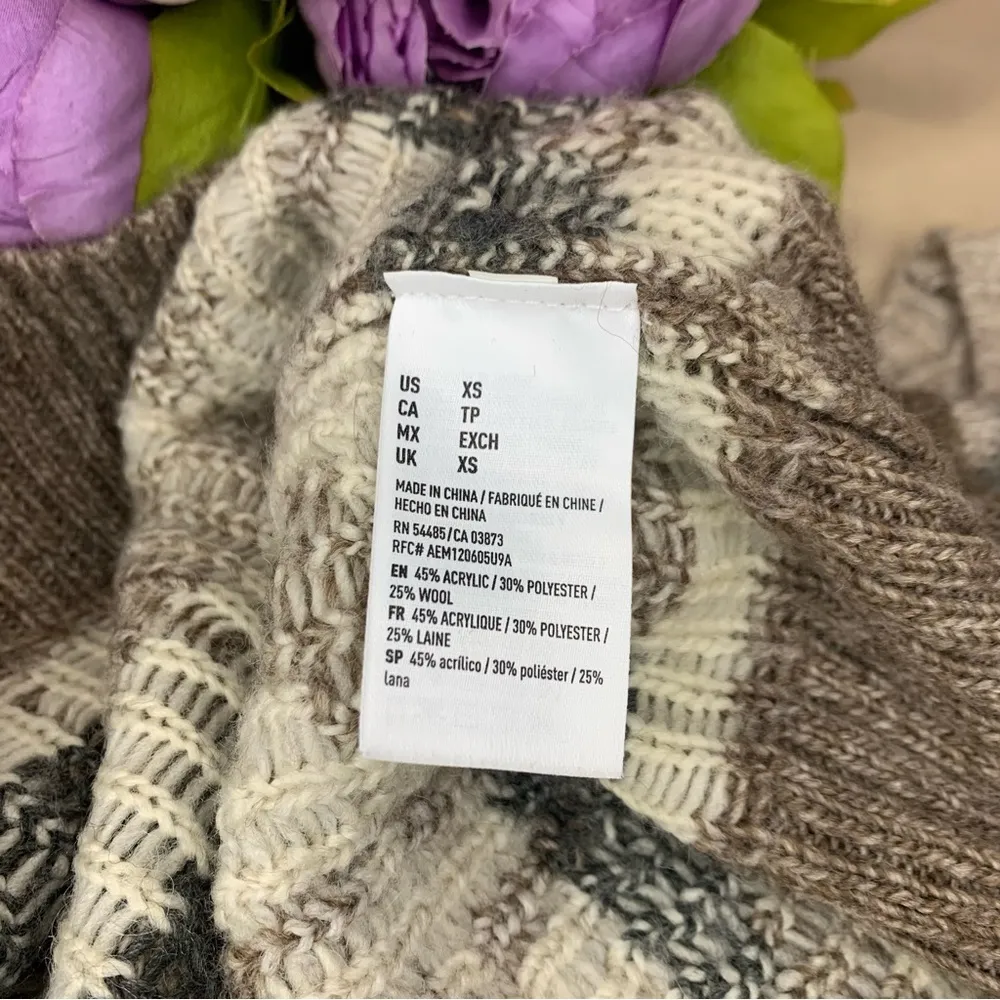 US XS
CA TP
MX EXCH
UK XS
MADE IN CHINA / FABRIQUÉ EN CHINE /
HECHO EN CHINA
RN 54485/CA 03873
RFC# AEM120605U9A
EN 45% ACRYLIC / 30% POLYESTER /
25% WOOL
FR 45% ACRYLIQUE / 30% POLYESTER /
25% LAINE
SP 45% acrílico / 30% poliéster / 25%
lana